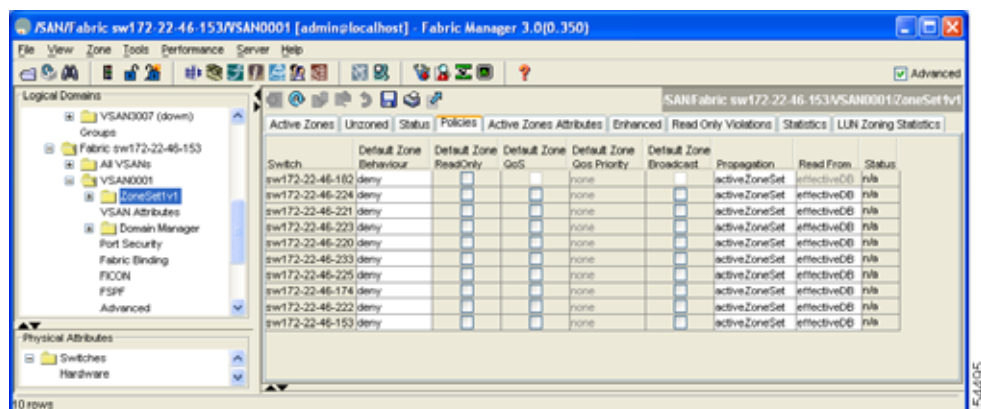 /SAN/Fabric sw172-22-46-153/VSAN0001 [admin@localhost] - Fabric Manager 3.0(0.350)
File View Zone Tools Performance Server Help
Advanced
Logical Domains
SAN/Fabric sw172-22-46-153/VSAN0001/ZoneSet1v1
VSAN3007 (down)
Groups
Fabric sw172-22-46-153
All VSANs
VSAN0001
ZoneSet1v1
VSAN Attributes
Domain Manager
Port Security
Fabric Binding
FICON
FSPF
Advanced
Physical Attributes
Switches
Hardware
Active Zones Unzoned Status Policies Active Zones Attributes Enhanced Read Only Violations Statistics LUN Zoning Statistics
Default Zone Default Zone Default Zone Default Zone Default Zone
Switch Behaviour ReadOnly QoS Qos Priority Broadcast Propagation Read From Status
sw172-22-46-182 deny none activeZoneSet effectiveDB n/a
sw172-22-46-224 deny none activeZoneSet effectiveDB n/a
sw172-22-46-221 deny none activeZoneSet effectiveDB n/a
sw172-22-46-223 deny none activeZoneSet effectiveDB n/a
sw172-22-46-220 deny none activeZoneSet effectiveDB n/a
sw172-22-46-233 deny none activeZoneSet effectiveDB n/a
sw172-22-46-225 deny none activeZoneSet effectiveDB n/a
sw172-22-46-174 deny none activeZoneSet effectiveDB n/a
sw172-22-46-222 deny none activeZoneSet effectiveDB n/a
sw172-22-46-153 deny none activeZoneSet effectiveDB n/a
10 rows
154495